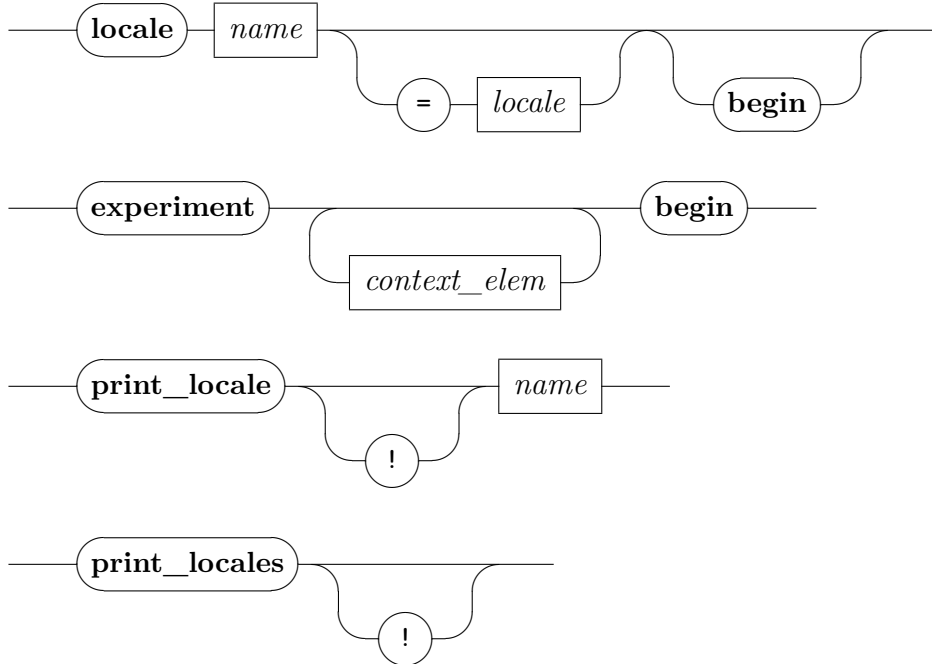 locale name
= locale begin
experiment begin
context_elem
print_locale name
!
print_locales
!